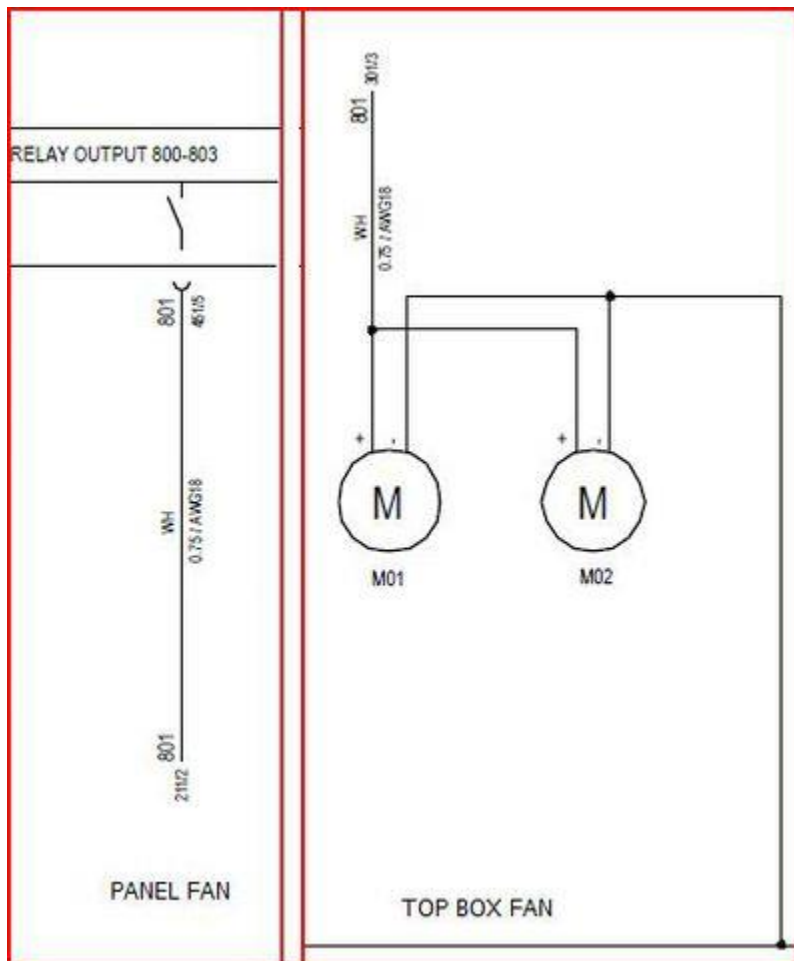 RELAY OUTPUT 800-803
801
451/5
WH
0.75 / AWG18
801
211/2
PANEL FAN
301/3
801
WH
0.75 / AWG18
+
-
M
M01
+
-
M
M02
TOP BOX FAN